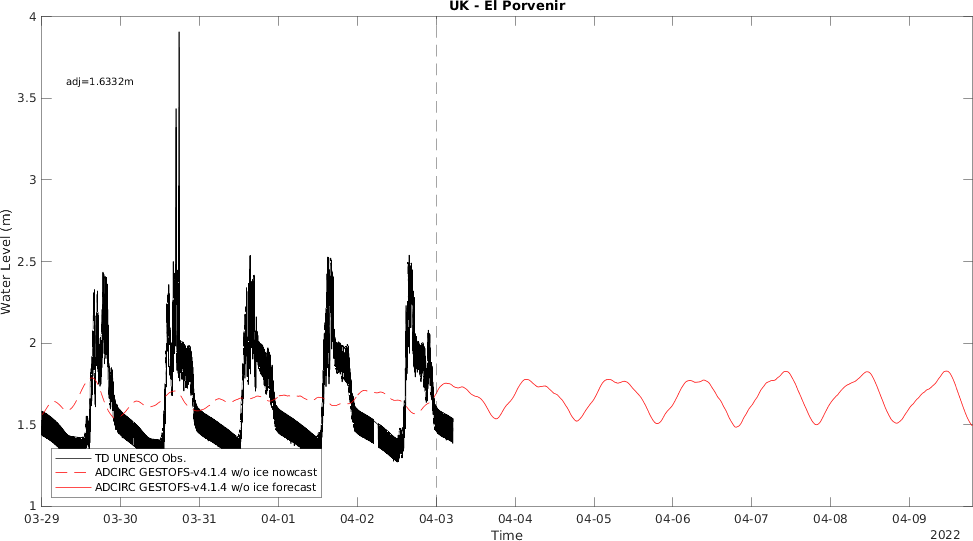 UK - El Porvenir
4
adj=1.6332m
3.5
3
2.5
2
1.5
1
Water Level (m)
TD UNESCO Obs.
ADCIRC GESTOFS-v4.1.4 w/o ice nowcast
ADCIRC GESTOFS-v4.1.4 w/o ice forecast
03-29 03-30 03-31 04-01 04-02 04-03 04-04 04-05 04-06 04-07 04-08 04-09
Time
2022